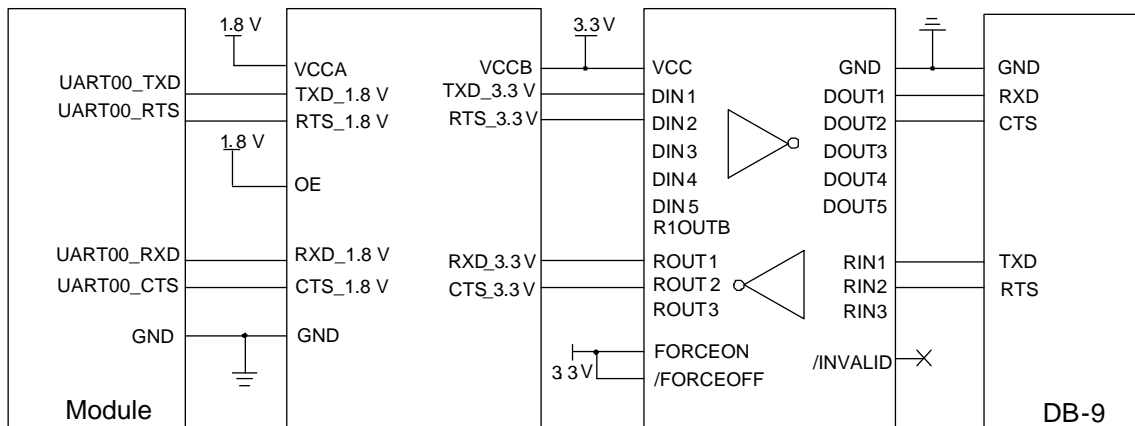 1.8 V
3.3 V
VCCA
VCCB
VCC
GND
GND
UART00_TXD
TXD_1.8 V
TXD_3.3 V
DIN1
DOUT1
RXD
UART00_RTS
RTS_1.8 V
RTS_3.3 V
DIN2
DOUT2
CTS
1.8 V
DIN3
DOUT3
OE
DIN4
DOUT4
DIN5
DOUT5
R1OUTB
UART00_RXD
RXD_1.8 V
RXD_3.3 V
ROUT1
RIN1
TXD
UART00_CTS
CTS_1.8 V
CTS_3.3 V
ROUT2
RIN2
RTS
ROUT3
RIN3
GND
GND
FORCEON
/INVALID
3.3 V
/FORCEOFF
Module
DB-9